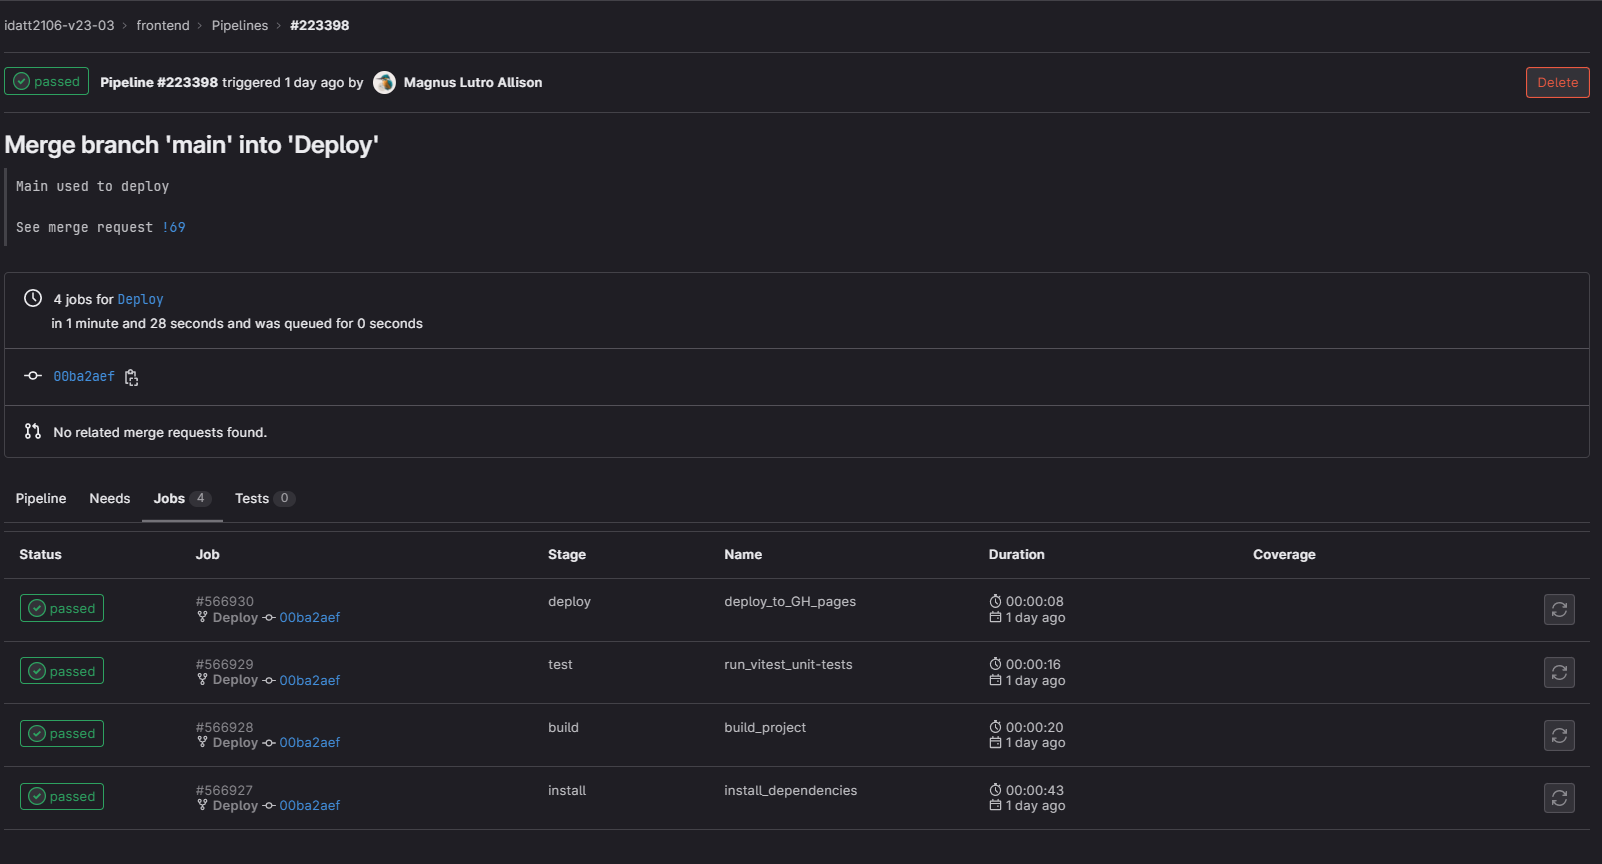 idatt2106-v23-03 › frontend › Pipelines › #223398
passed Pipeline #223398 triggered 1 day ago by Magnus Lutro Allison Delete
Merge branch 'main' into 'Deploy'
Main used to deploy
See merge request !69
4 jobs for Deploy
in 1 minute and 28 seconds and was queued for 0 seconds
00ba2aef
No related merge requests found.
Pipeline Needs Jobs 4 Tests 0
Status Job Stage Name Duration Coverage
passed #566930 deploy deploy_to_GH_pages 00:00:08
Deploy 00ba2aef 1 day ago
passed #566929 test run_vitest_unit-tests 00:00:16
Deploy 00ba2aef 1 day ago
passed #566928 build build_project 00:00:20
Deploy 00ba2aef 1 day ago
passed #566927 install install_dependencies 00:00:43
Deploy 00ba2aef 1 day ago